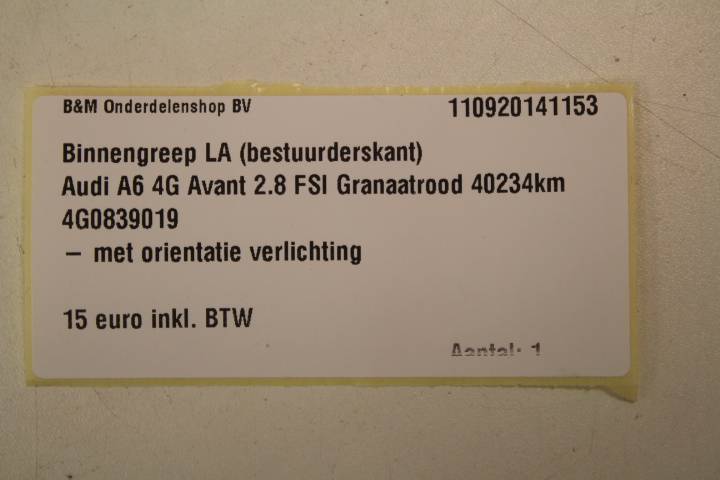 B&M Onderdelenshop BV 110920141153
Binnengreep LA (bestuurderskant)
Audi A6 4G Avant 2.8 FSI Granaatrood 40234km
4G0839019
– met orientatie verlichting
15 euro inkl. BTW
Aantal: 1